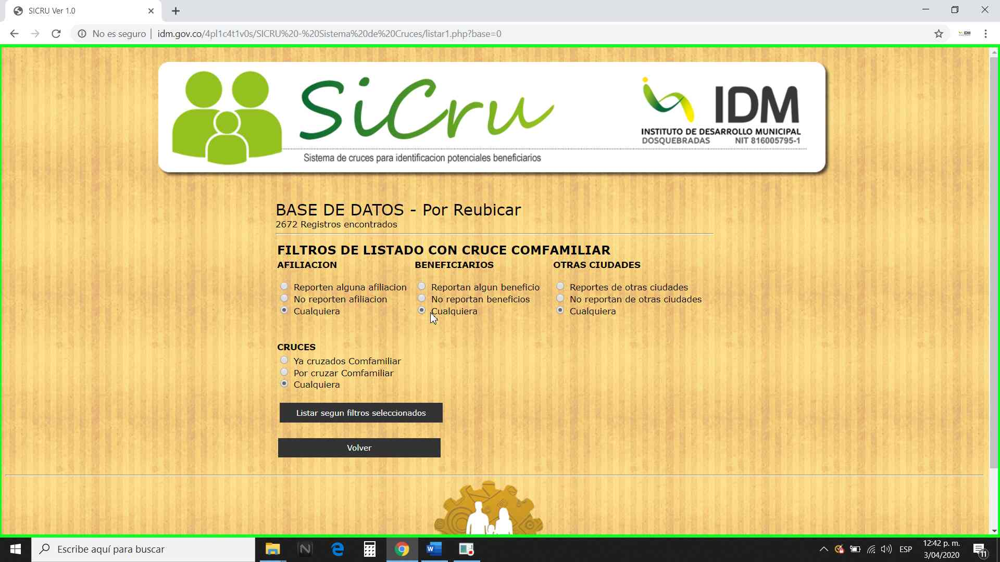 SICRU Ver 1.0
No es seguro | idm.gov.co/4pl1c4t1v0s/SICRU%20-%20Sistema%20de%20Cruces/listar1.php?base=0
IDM
SiCru
IDM
INSTITUTO DE DESARROLLO MUNICIPAL
DOSQUEBRADAS NIT 816005795-1
Sistema de cruces para identificacion potenciales beneficiarios
BASE DE DATOS - Por Reubicar
2672 Registros encontrados
FILTROS DE LISTADO CON CRUCE COMFAMILIAR
AFILIACION BENEFICIARIOS OTRAS CIUDADES
Reporten alguna afiliacion Reportan algun beneficio Reportes de otras ciudades
No reporten afiliacion No reportan beneficios No reportan de otras ciudades
Cualquiera Cualquiera Cualquiera
CRUCES
Ya cruzados Comfamiliar
Por cruzar Comfamiliar
Cualquiera
Listar segun filtros seleccionados
Volver
Escribe aquí para buscar
ESP
12:42 p. m.
3/04/2020
11